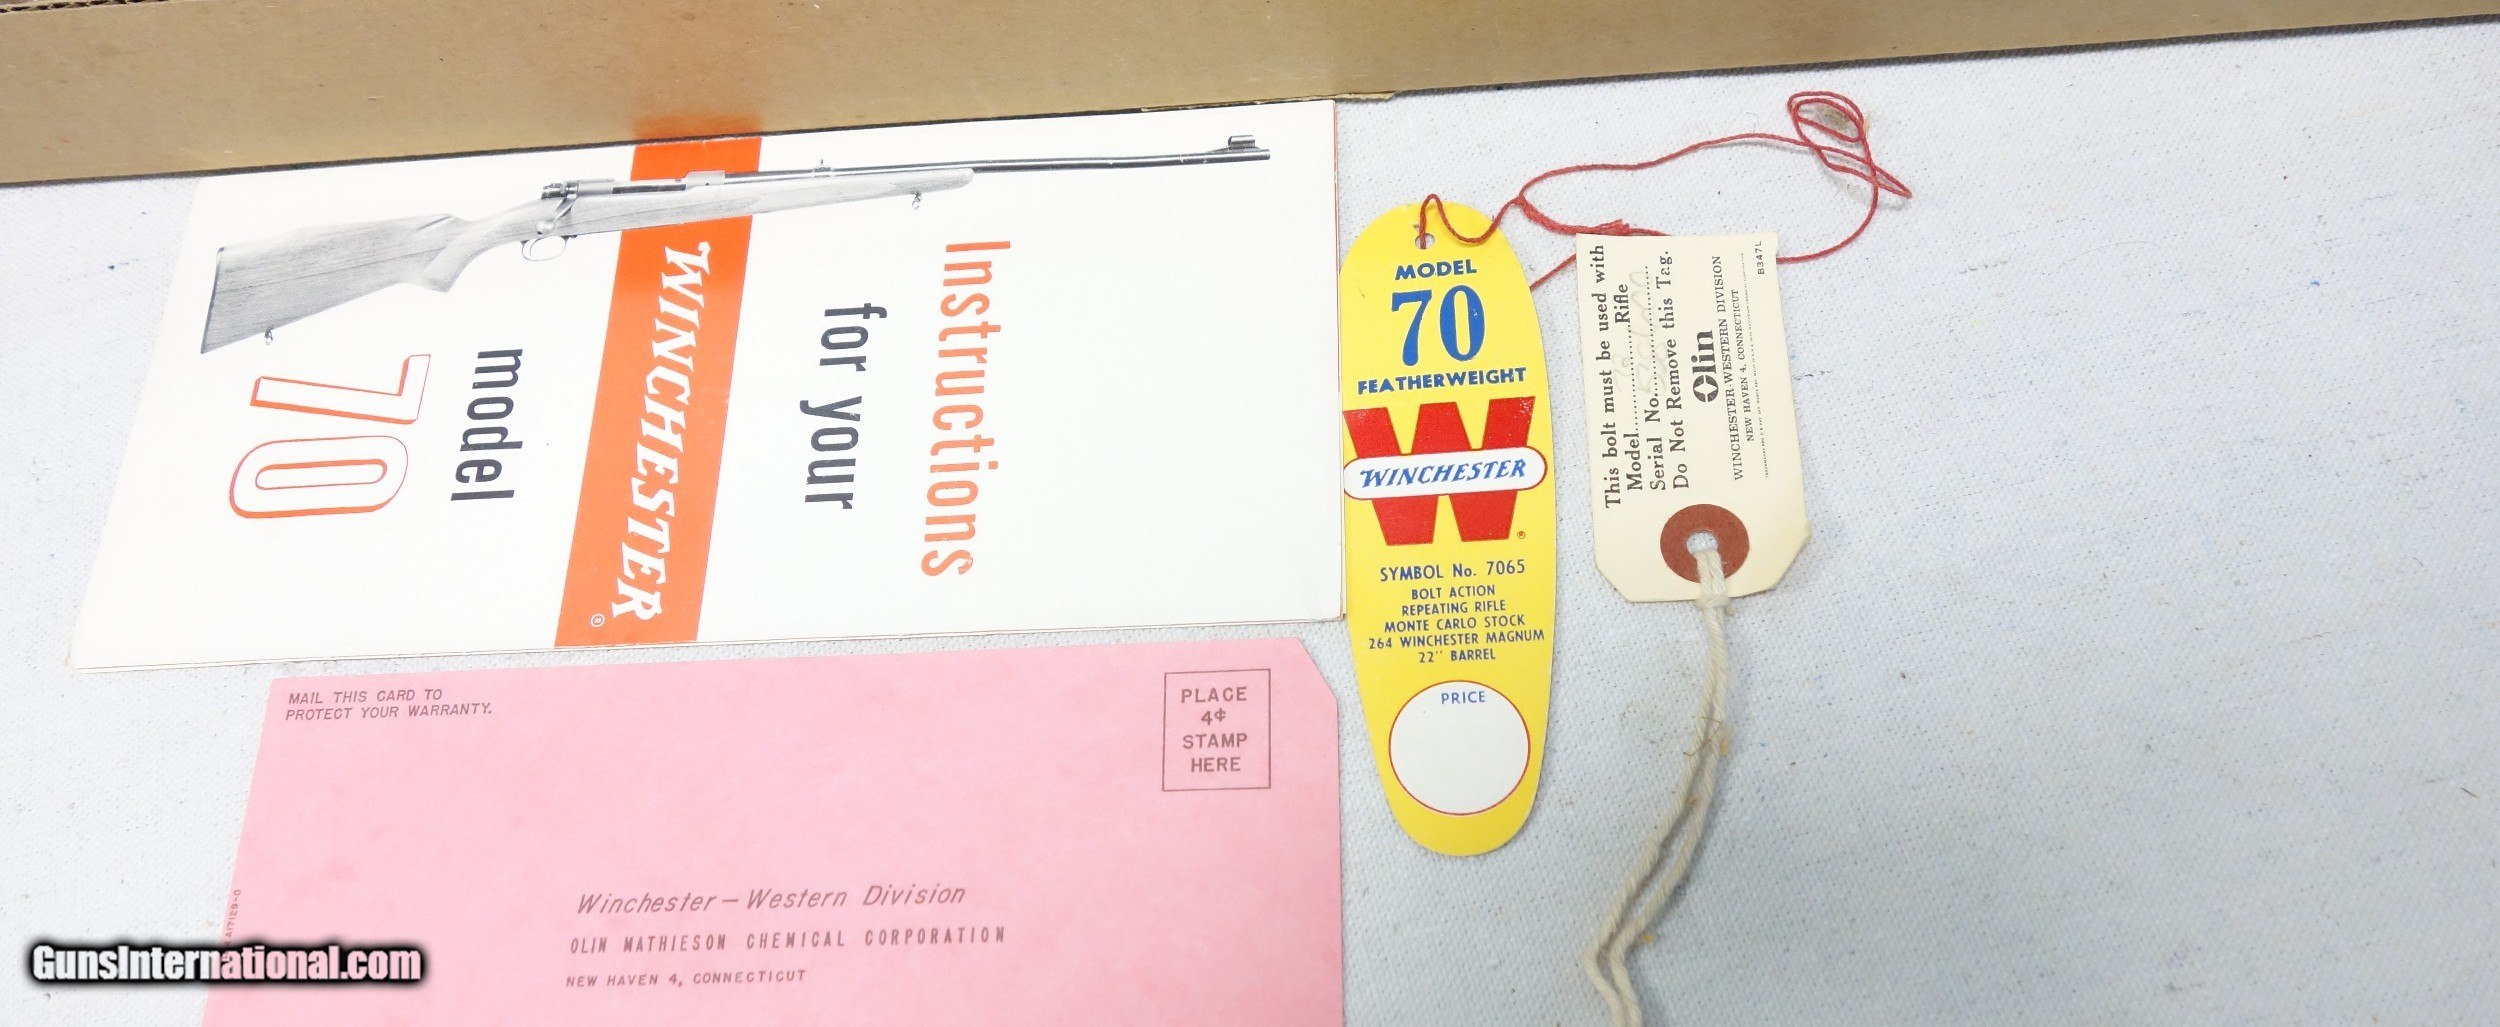 Instructions
for your
WINCHESTER
®
model
70
MODEL
70
FEATHERWEIGHT
W
WINCHESTER
®
SYMBOL No. 7065
BOLT ACTION
REPEATING RIFLE
MONTE CARLO STOCK
264 WINCHESTER MAGNUM
22" BARREL
PRICE
This bolt must be used with
Model..........Rifle
Serial No....................
Do Not Remove this Tag.
Olin
WINCHESTER-WESTERN DIVISION
NEW HAVEN 4, CONNECTICUT
B347L
MAIL THIS CARD TO
PROTECT YOUR WARRANTY.
PLACE
4¢
STAMP
HERE
Winchester—Western Division
OLIN MATHIESON CHEMICAL CORPORATION
NEW HAVEN 4, CONNECTICUT
GunsInternational.com